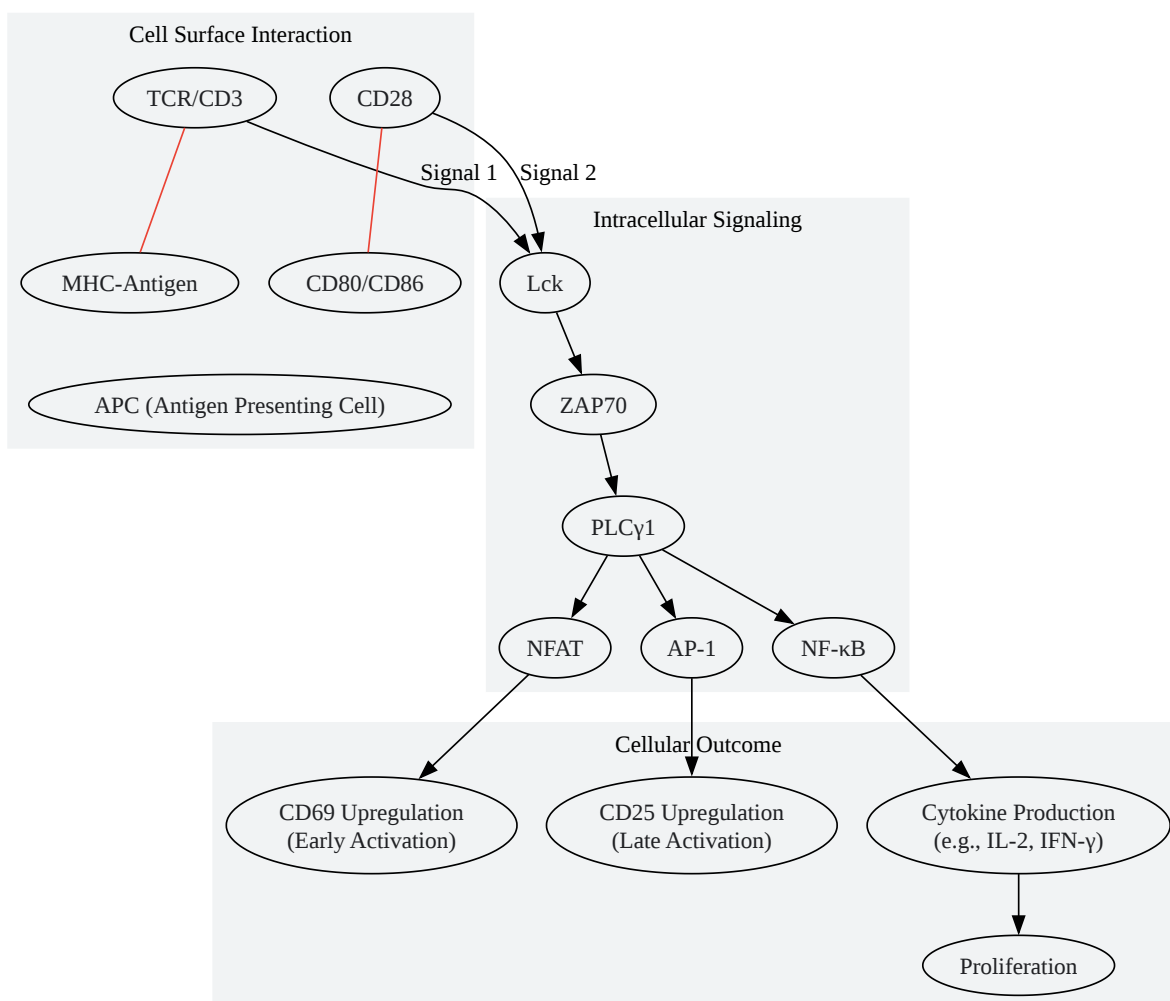 Cell Surface Interaction
TCR/CD3
CD28
Signal 1
Signal 2
Intracellular Signaling
MHC-Antigen
CD80/CD86
Lck
APC (Antigen Presenting Cell)
ZAP70
PLCγ1
NFAT
AP-1
NF-κB
Cellular Outcome
CD69 Upregulation
(Early Activation)
CD25 Upregulation
(Late Activation)
Cytokine Production
(e.g., IL-2, IFN-γ)
Proliferation